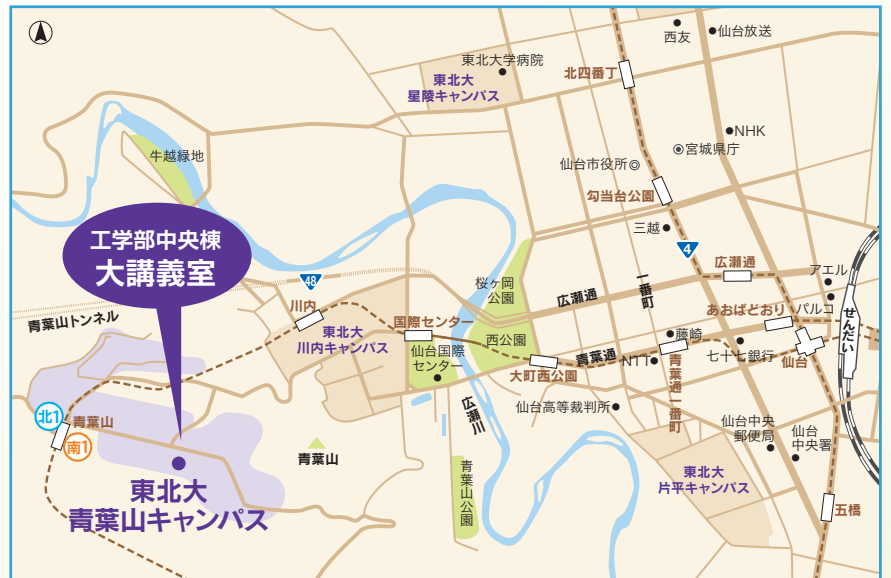 西友
仙台放送
東北大学病院
北四番丁
東北大
星陵キャンパス
NHK
宮城県庁
牛越緑地
仙台市役所
勾当台公園
工学部中央棟
大講義室
三越
4
広瀬通
アエル
48
桜ヶ岡
公園
広瀬通
一番町
あおばどおり
パルコ
せんだい
青葉山トンネル
川内
国際センター
東北大
川内キャンパス
西公園
藤崎
仙台国際
センター
青葉通
NTT
七十七銀行
仙台
大町西公園
青葉通一番町
広瀬川
仙台高等裁判所
北1
青葉山
南1
仙台中央
郵便局
仙台
中央署
青葉山
青葉山公園
東北大
片平キャンパス
東北大
青葉山キャンパス
五橋